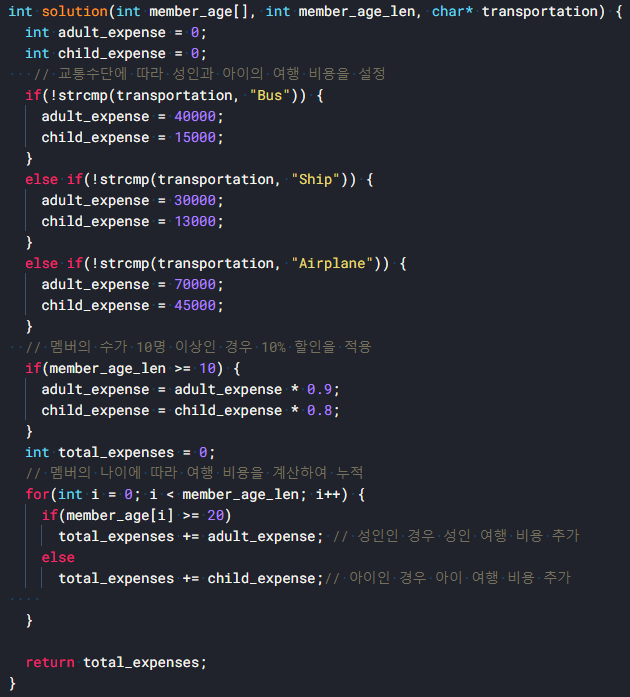 int solution(int member_age[], int member_age_len, char* transportation) {
  int adult_expense = 0;
  int child_expense = 0;
   // 교통수단에 따라 성인과 아이의 여행 비용을 설정
  if(!strcmp(transportation, "Bus")) {
    adult_expense = 40000;
    child_expense = 15000;
  }
  else if(!strcmp(transportation, "Ship")) {
    adult_expense = 30000;
    child_expense = 13000;
  }
  else if(!strcmp(transportation, "Airplane")) {
    adult_expense = 70000;
    child_expense = 45000;
  }
  // 멤버의 수가 10명 이상인 경우 10% 할인을 적용
  if(member_age_len >= 10) {
    adult_expense = adult_expense * 0.9;
    child_expense = child_expense * 0.8;
  }
  int total_expenses = 0;
  // 멤버의 나이에 따라 여행 비용을 계산하여 누적
  for(int i = 0; i < member_age_len; i++) {
    if(member_age[i] >= 20)
      total_expenses += adult_expense; // 성인인 경우 성인 여행 비용 추가
    else
      total_expenses += child_expense;// 아이인 경우 아이 여행 비용 추가
  }
  return total_expenses;
}